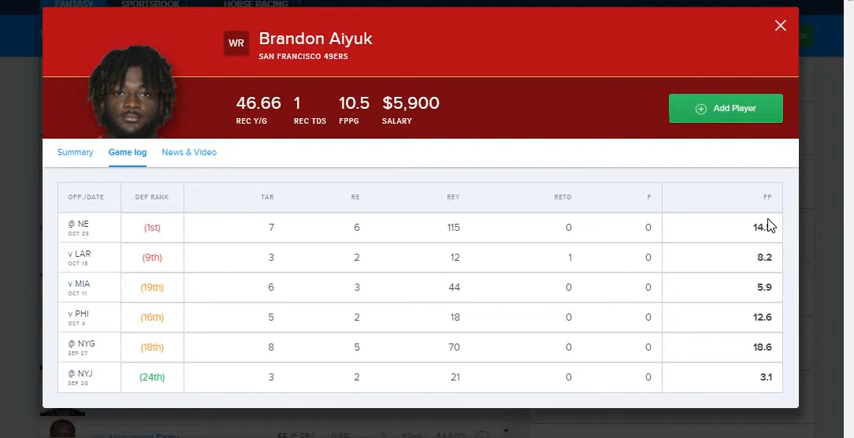 FANTASY SPORTSBOOK HORSE RACING
WR Brandon Aiyuk
SAN FRANCISCO 49ERS
46.66 1 10.5 $5,900
REC Y/G REC TDS FPPG SALARY
Add Player
Summary Game log News & Video
OPP./DATE DEF RANK TAR RE REY RETD F FP
@ NE (1st) 7 6 115 0 0 14.
OCT 25
v LAR (9th) 3 2 12 1 0 8.2
OCT 18
v MIA (19th) 6 3 44 0 0 5.9
OCT 11
v PHI (16th) 5 2 18 0 0 12.6
OCT 4
@ NYG (18th) 8 5 70 0 0 18.6
SEP 27
@ NYJ (24th) 3 2 21 0 0 3.1
SEP 20